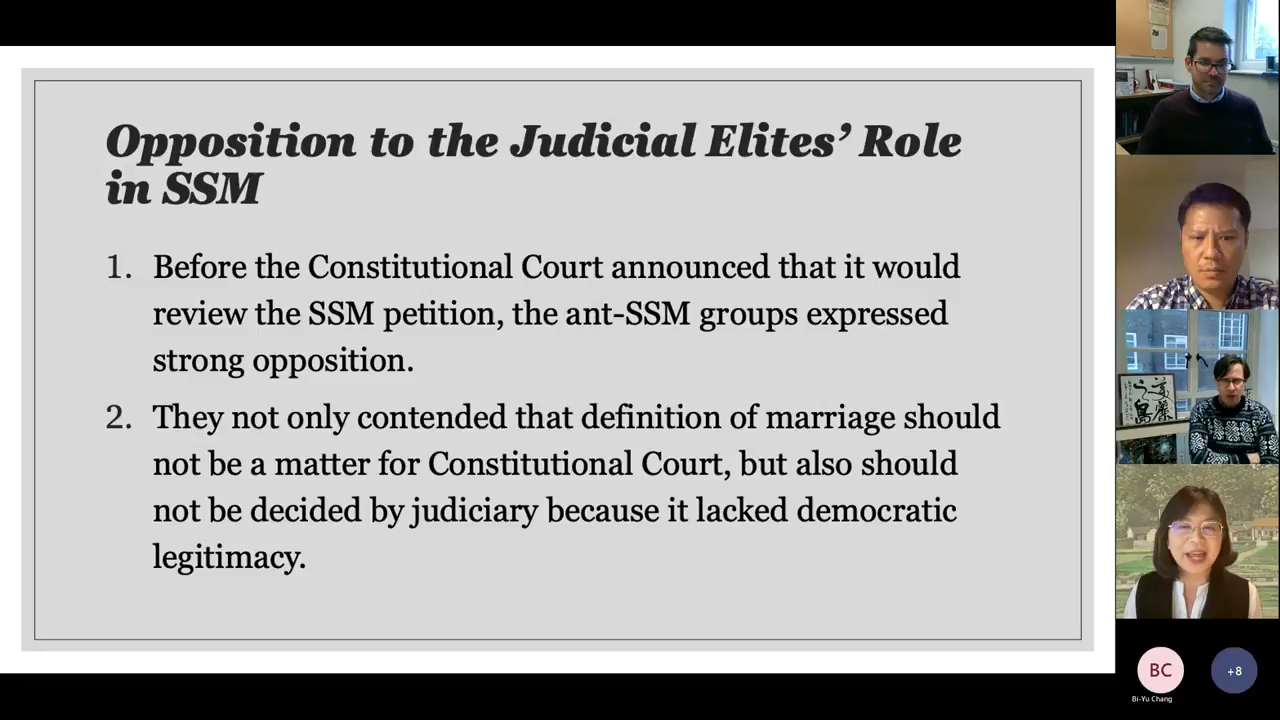 Opposition to the Judicial Elites’ Role
in SSM
1. Before the Constitutional Court announced that it would
review the SSM petition, the ant-SSM groups expressed
strong opposition.
2. They not only contended that definition of marriage should
not be a matter for Constitutional Court, but also should
not be decided by judiciary because it lacked democratic
legitimacy.
BC
+8
Bi-Yu Chang